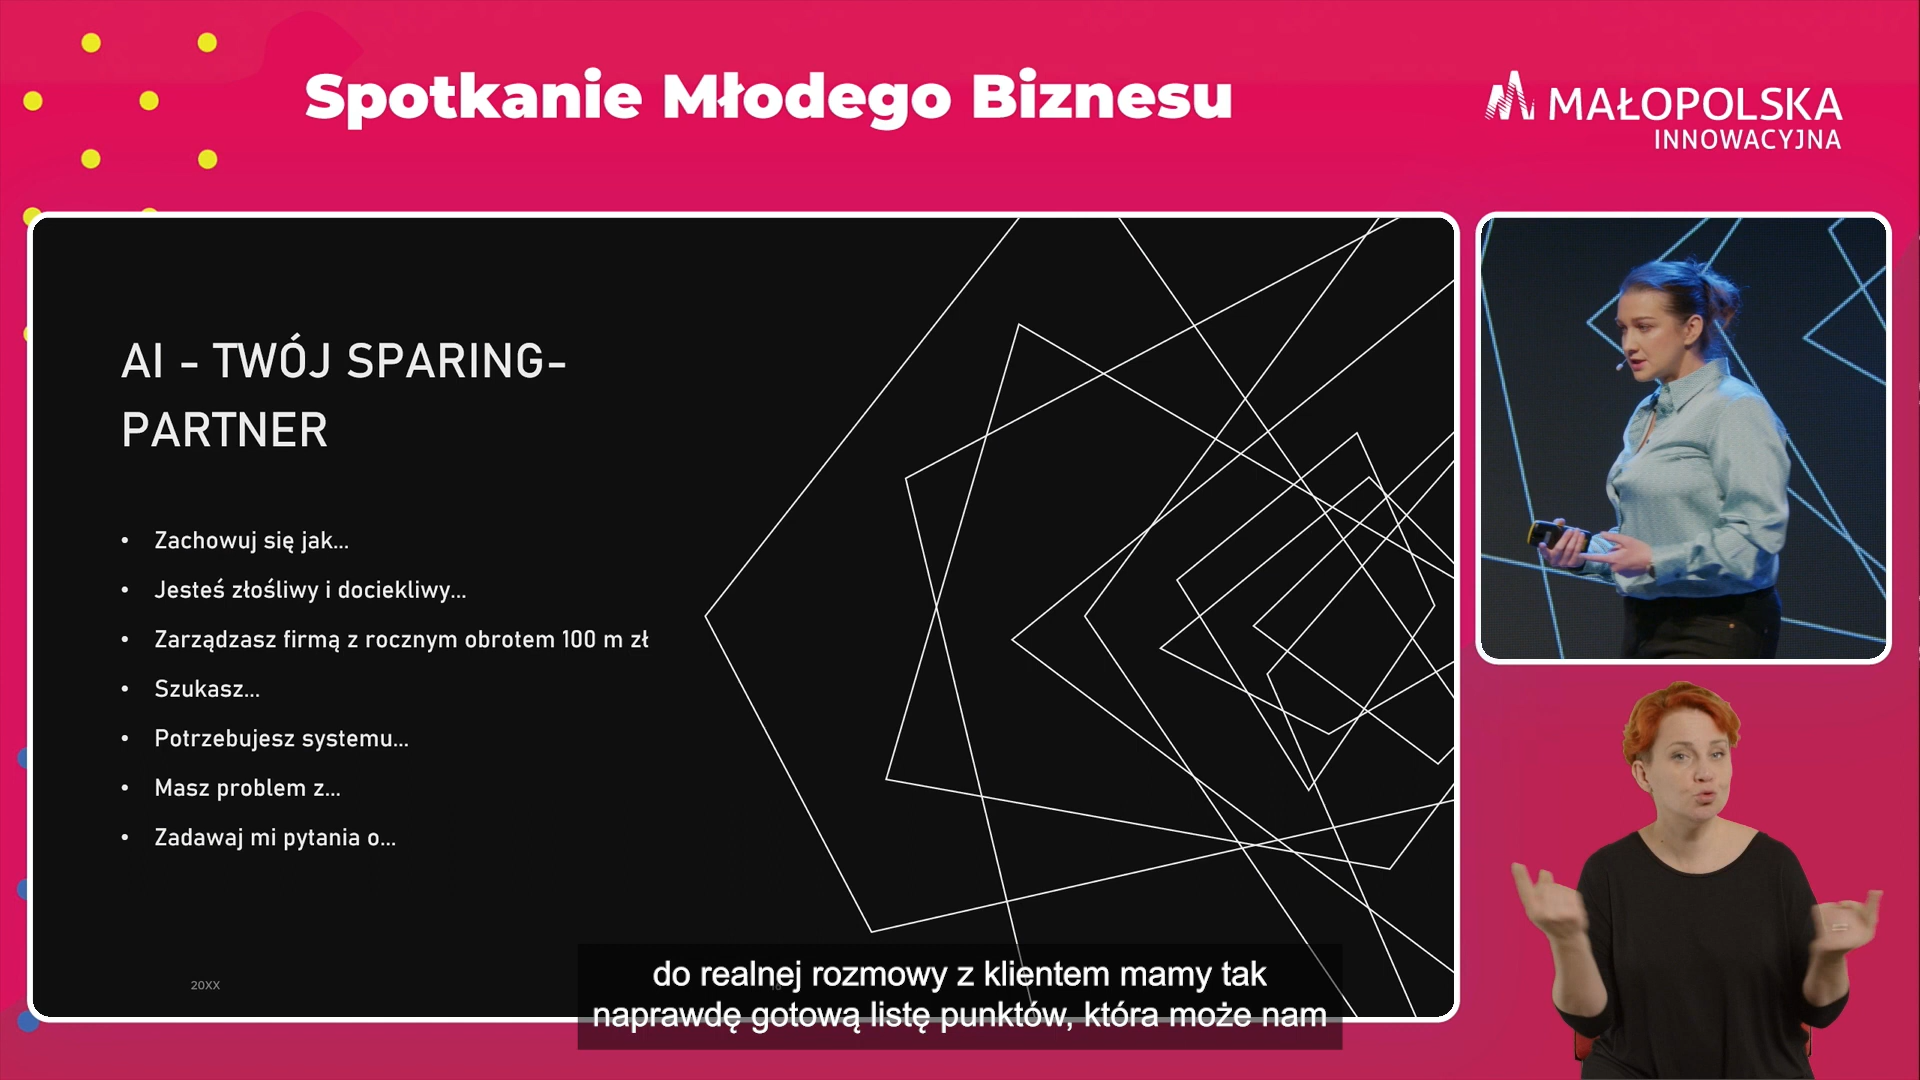 Spotkanie Młodego Biznesu
MAŁOPOLSKA
INNOWACYJNA
AI - TWÓJ SPARING-
PARTNER
• Zachowuj się jak...
• Jesteś złośliwy i dociekliwy...
• Zarządzasz firmą z rocznym obrotem 100 m zł
• Szukasz...
• Potrzebujesz systemu...
• Masz problem z...
• Zadawaj mi pytania o...
20XX
do realnej rozmowy z klientem mamy tak
naprawdę gotową listę punktów, która może nam